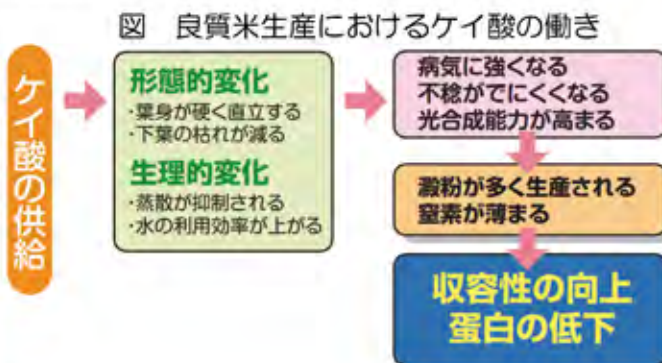 図 良質米生産におけるケイ酸の働き
ケイ酸の供給
形態的変化
・葉身が硬く直立する
・下葉の枯れが減る
生理的変化
・蒸散が抑制される
・水の利用効率が上がる
病気に強くなる
不稔がでにくくなる
光合成能力が高まる
澱粉が多く生産される
窒素が薄まる
収容性の向上
蛋白の低下